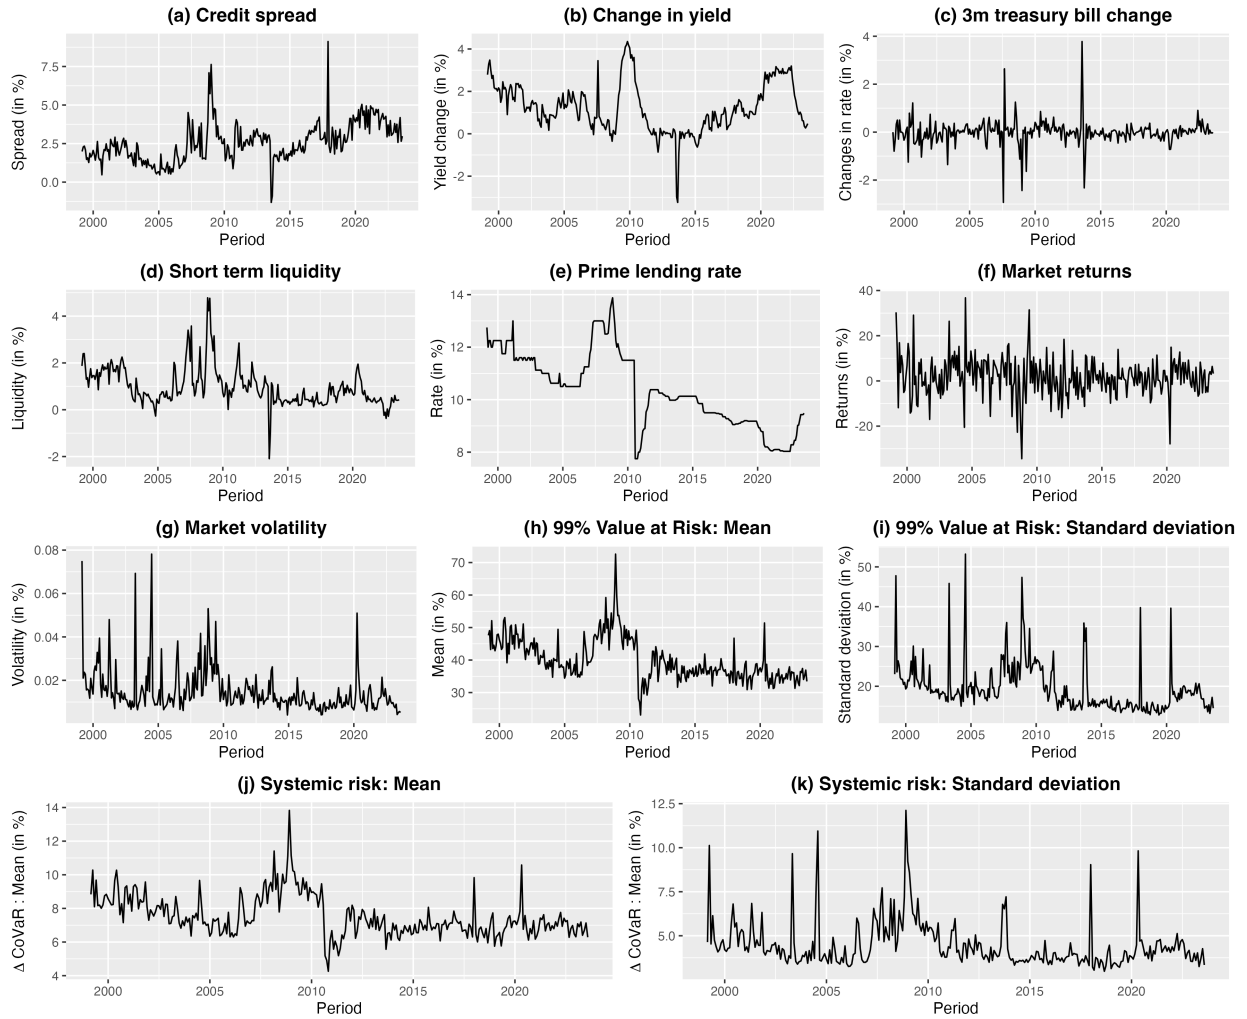 (a) Credit spread
(b) Change in yield
(c) 3m treasury bill change
Spread (in %)
7.5
5.0
2.5
0.0
2000 2005 2010 2015 2020
Period
Yield change (in %)
4
2
0
-2
2000 2005 2010 2015 2020
Period
Changes in rate (in %)
4
2
0
-2
2000 2005 2010 2015 2020
Period
(d) Short term liquidity
(e) Prime lending rate
(f) Market returns
Liquidity (in %)
4
2
0
-2
2000 2005 2010 2015 2020
Period
Rate (in %)
14
12
10
8
2000 2005 2010 2015 2020
Period
Returns (in %)
40
20
0
-20
2000 2005 2010 2015 2020
Period
(g) Market volatility
(h) 99% Value at Risk: Mean
(i) 99% Value at Risk: Standard deviation
Volatility (in %)
0.08
0.06
0.04
0.02
2000 2005 2010 2015 2020
Period
Mean (in %)
70
60
50
40
30
2000 2005 2010 2015 2020
Period
Standard deviation (in %)
50
40
30
20
2000 2005 2010 2015 2020
Period
(j) Systemic risk: Mean
(k) Systemic risk: Standard deviation
Δ CoVaR : Mean (in %)
14
12
10
8
6
4
2000 2005 2010 2015 2020
Period
Δ CoVaR : Mean (in %)
12.5
10.0
7.5
5.0
2000 2005 2010 2015 2020
Period